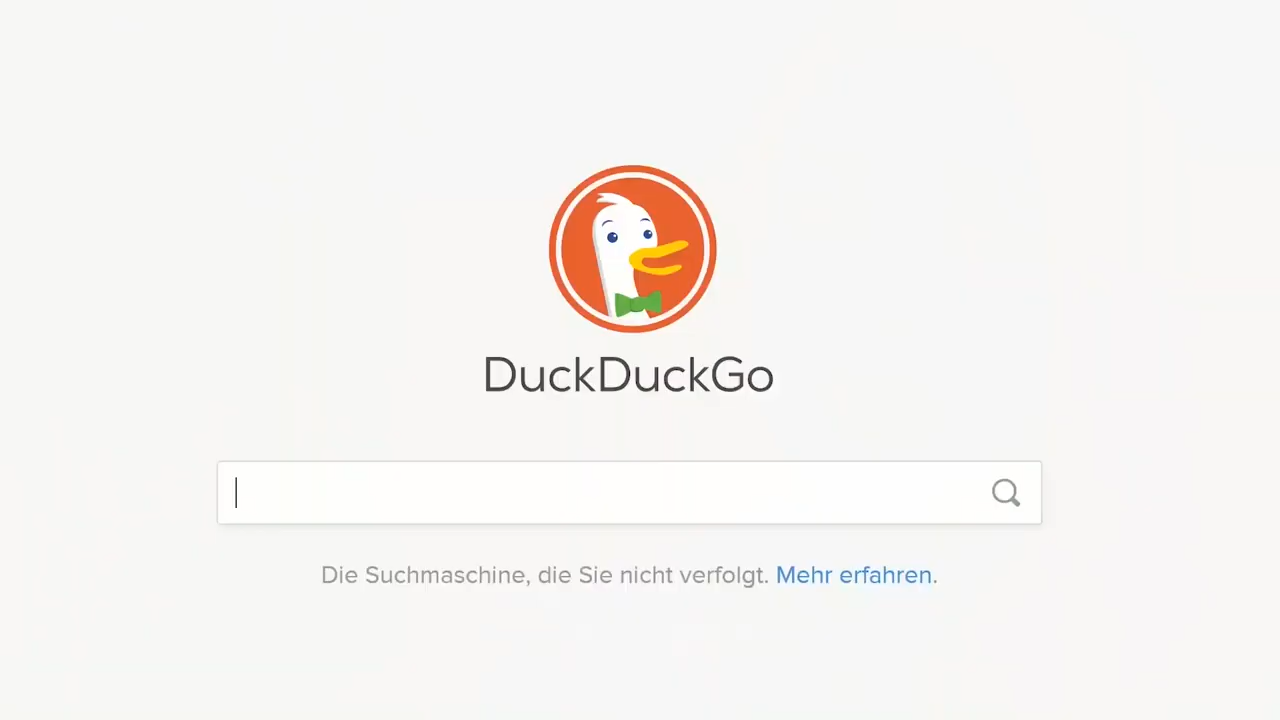 DuckDuckGo
Die Suchmaschine, die Sie nicht verfolgt. Mehr erfahren.